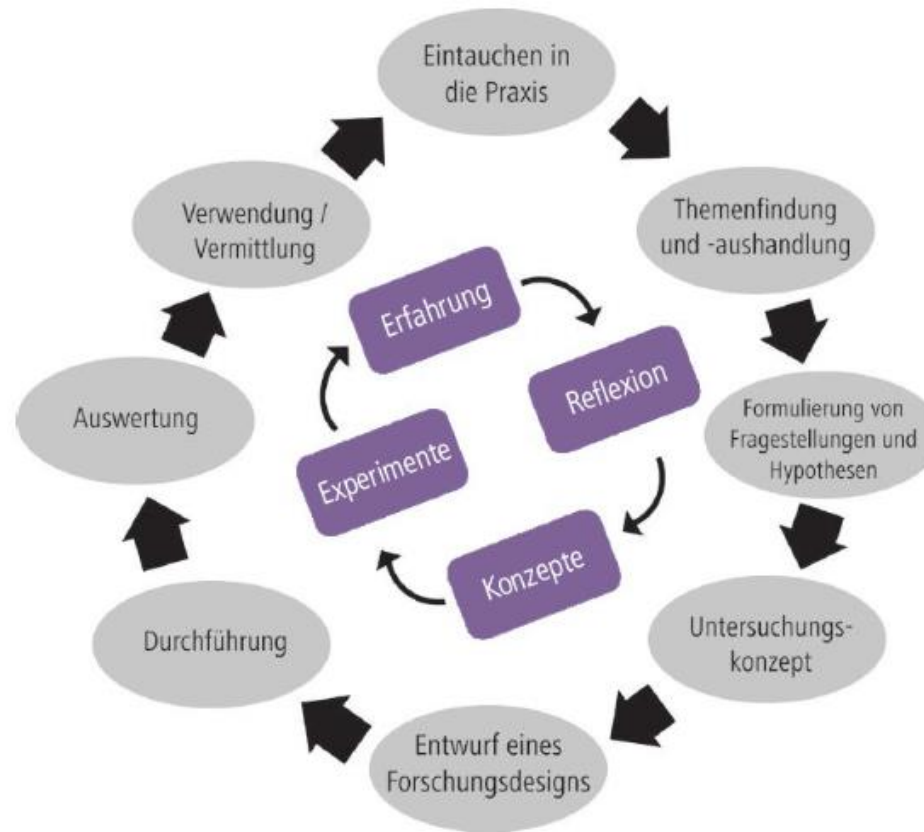 Eintauchen in
die Praxis
Themenfindung
und -aushandlung
Formulierung von
Fragestellungen und
Hypothesen
Untersuchungs-
konzept
Entwurf eines
Forschungsdesigns
Durchführung
Auswertung
Verwendung /
Vermittlung
Erfahrung
Reflexion
Konzepte
Experimente